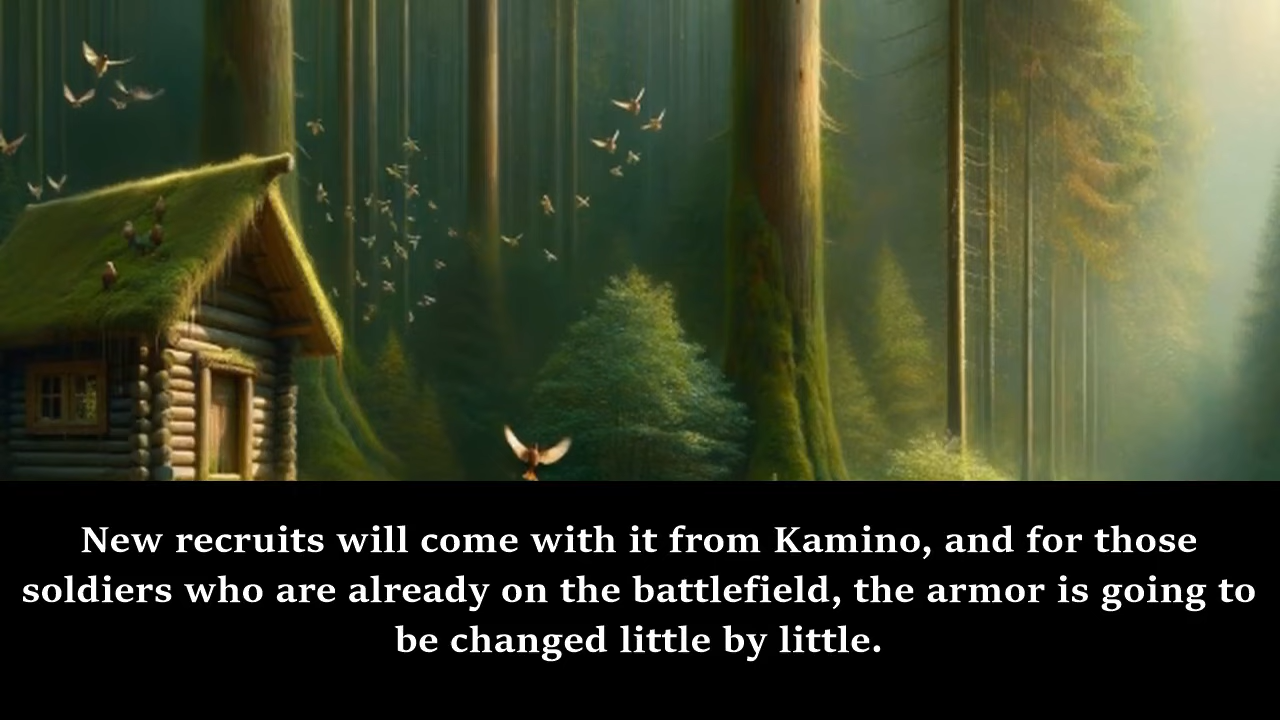 New recruits will come with it from Kamino, and for those
soldiers who are already on the battlefield, the armor is going to
be changed little by little.